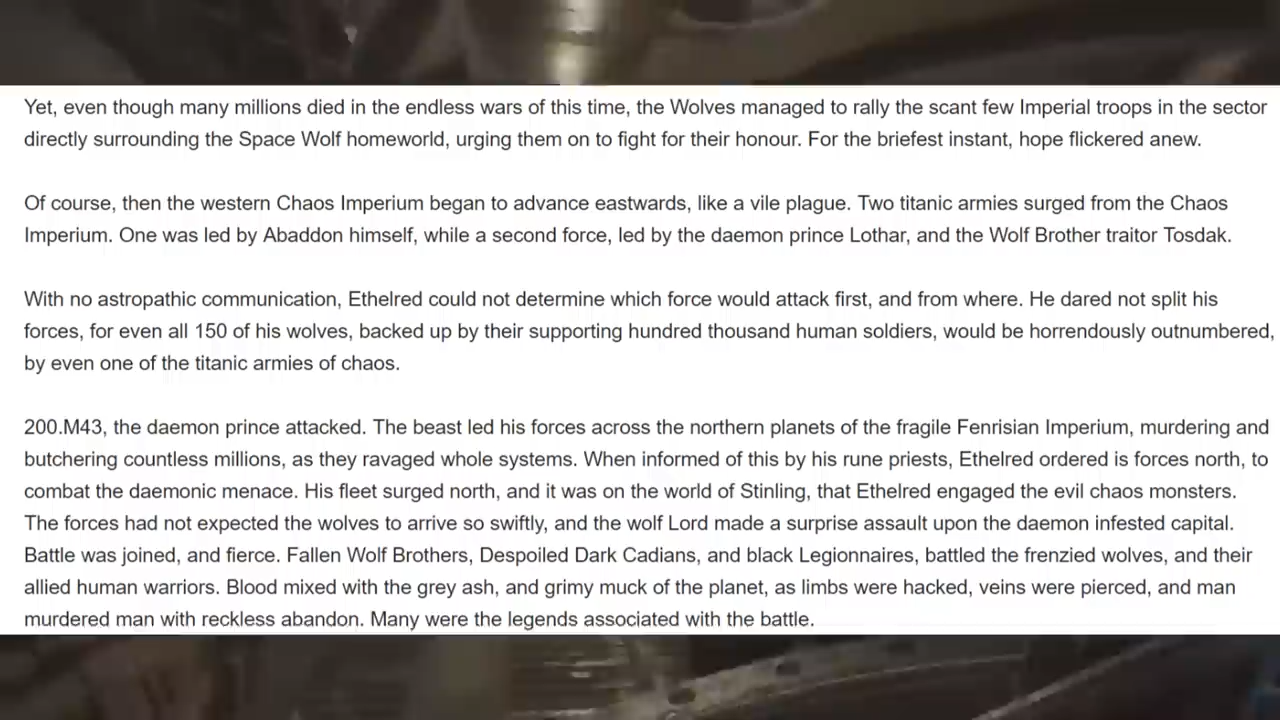 Yet, even though many millions died in the endless wars of this time, the Wolves managed to rally the scant few Imperial troops in the sector
directly surrounding the Space Wolf homeworld, urging them on to fight for their honour. For the briefest instant, hope flickered anew.
Of course, then the western Chaos Imperium began to advance eastwards, like a vile plague. Two titanic armies surged from the Chaos
Imperium. One was led by Abaddon himself, while a second force, led by the daemon prince Lothar, and the Wolf Brother traitor Tosdak.
With no astropathic communication, Ethelred could not determine which force would attack first, and from where. He dared not split his
forces, for even all 150 of his wolves, backed up by their supporting hundred thousand human soldiers, would be horrendously outnumbered,
by even one of the titanic armies of chaos.
200.M43, the daemon prince attacked. The beast led his forces across the northern planets of the fragile Fenrisian Imperium, murdering and
butchering countless millions, as they ravaged whole systems. When informed of this by his rune priests, Ethelred ordered is forces north, to
combat the daemonic menace. His fleet surged north, and it was on the world of Stinling, that Ethelred engaged the evil chaos monsters.
The forces had not expected the wolves to arrive so swiftly, and the wolf Lord made a surprise assault upon the daemon infested capital.
Battle was joined, and fierce. Fallen Wolf Brothers, Despoiled Dark Cadians, and black Legionnaires, battled the frenzied wolves, and their
allied human warriors. Blood mixed with the grey ash, and grimy muck of the planet, as limbs were hacked, veins were pierced, and man
murdered man with reckless abandon. Many were the legends associated with the battle.